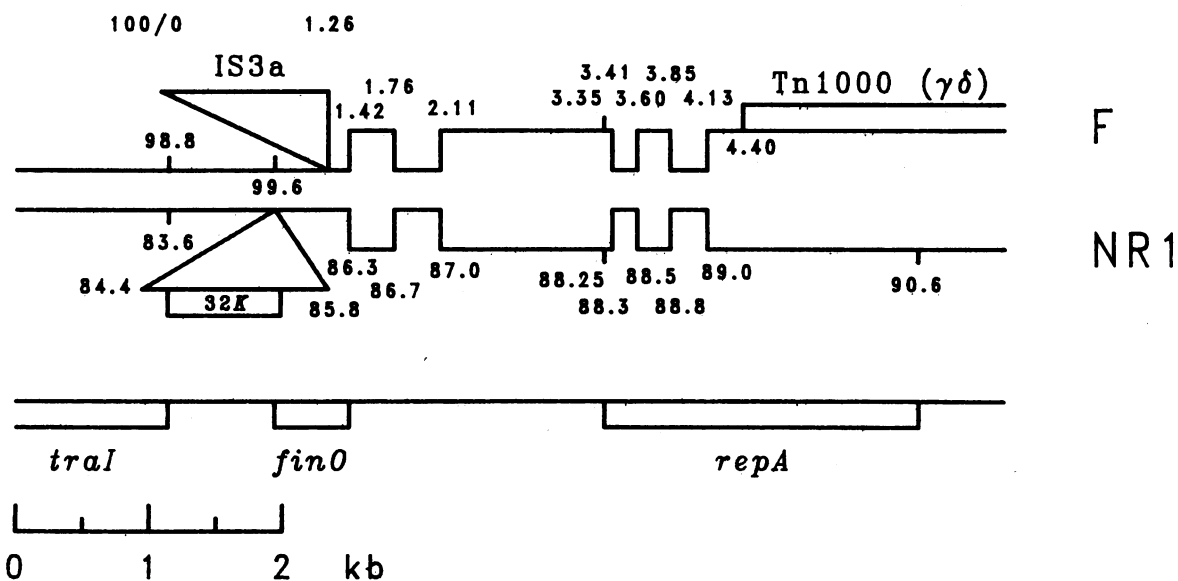 100/0 1.26
IS3a
3.41 3.85
1.76
Tn1000 (γδ)
3.35 3.60 4.13
1.42 2.11
F
98.8
4.40
99.6
83.6
NR1
86.3 87.0 88.25 88.5 89.0
84.4
90.6
86.7
32K
85.8 88.3 88.8
traI finO repA
0 1 2 kb